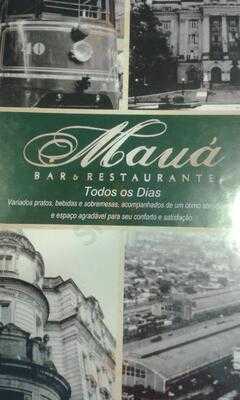 40
Mauá
BAR & RESTAURANTE
Todos os Dias
Variados pratos, bebidas e sobremesas, acompanhados de um ótimo
e espaço agradável para seu conforto e satisfação.